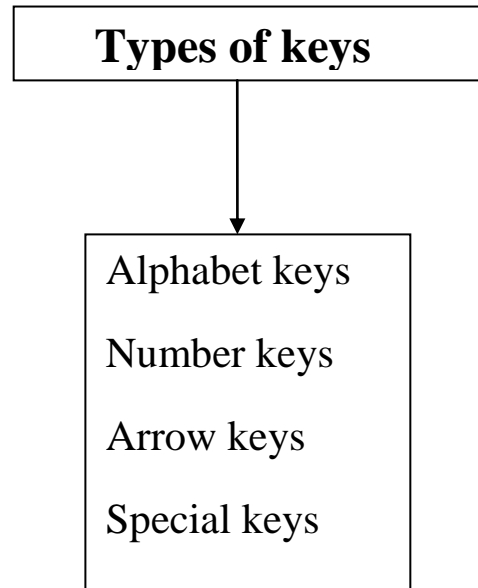 Types of keys
Alphabet keys
Number keys
Arrow keys
Special keys